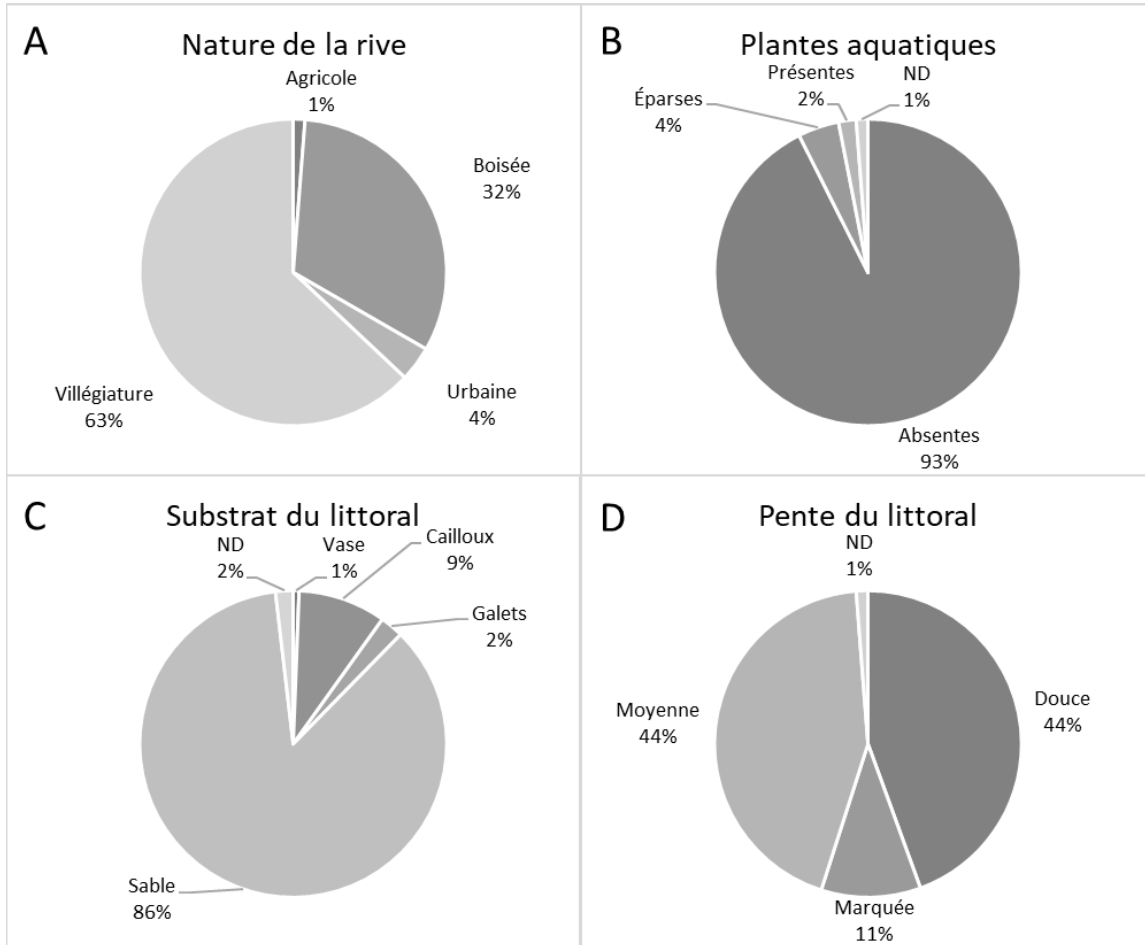 A
Nature de la rive
Agricole
1%
Boisée
32%
Urbaine
4%
Villégiature
63%
B
Plantes aquatiques
Présentes
2%
ND
1%
Éparses
4%
Absentes
93%
C
Substrat du littoral
ND
2%
Vase
1%
Cailloux
9%
Galets
2%
Sable
86%
D
Pente du littoral
ND
1%
Douce
44%
Moyenne
44%
Marquée
11%